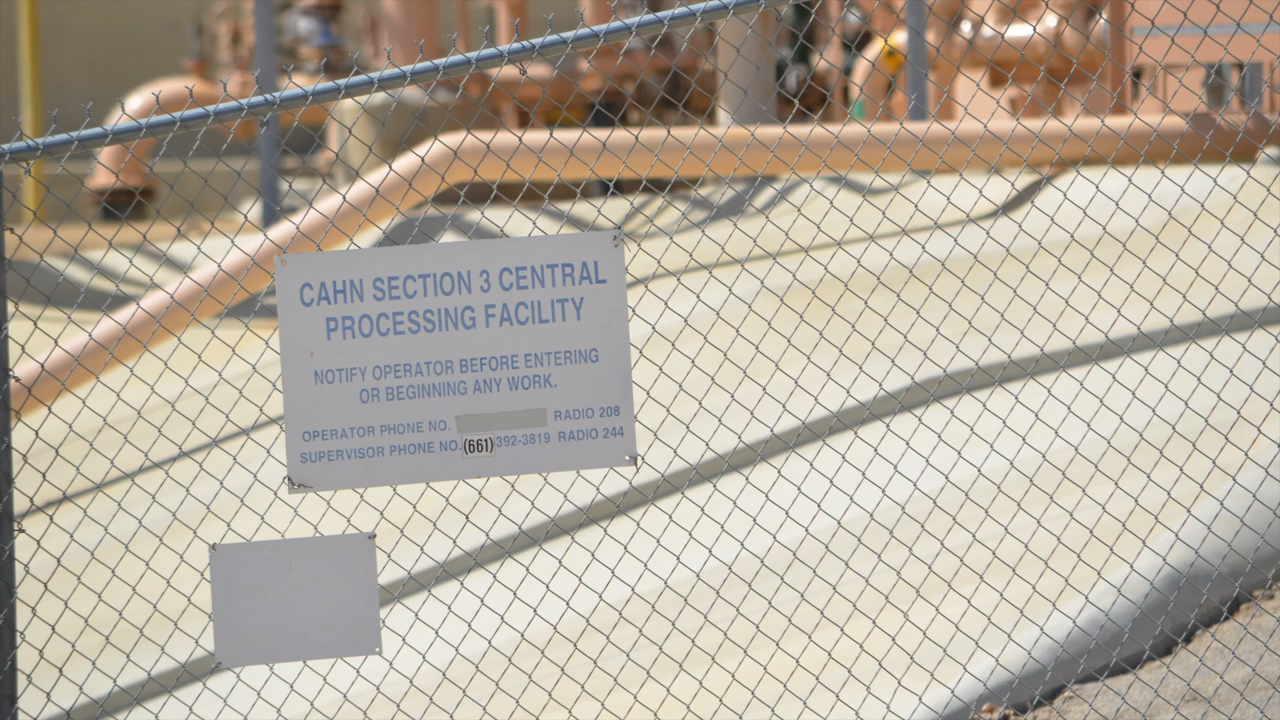 CAHN SECTION 3 CENTRAL
PROCESSING FACILITY
NOTIFY OPERATOR BEFORE ENTERING
OR BEGINNING ANY WORK.
OPERATOR PHONE NO. RADIO 208
SUPERVISOR PHONE NO. (661) 392-3819 RADIO 244